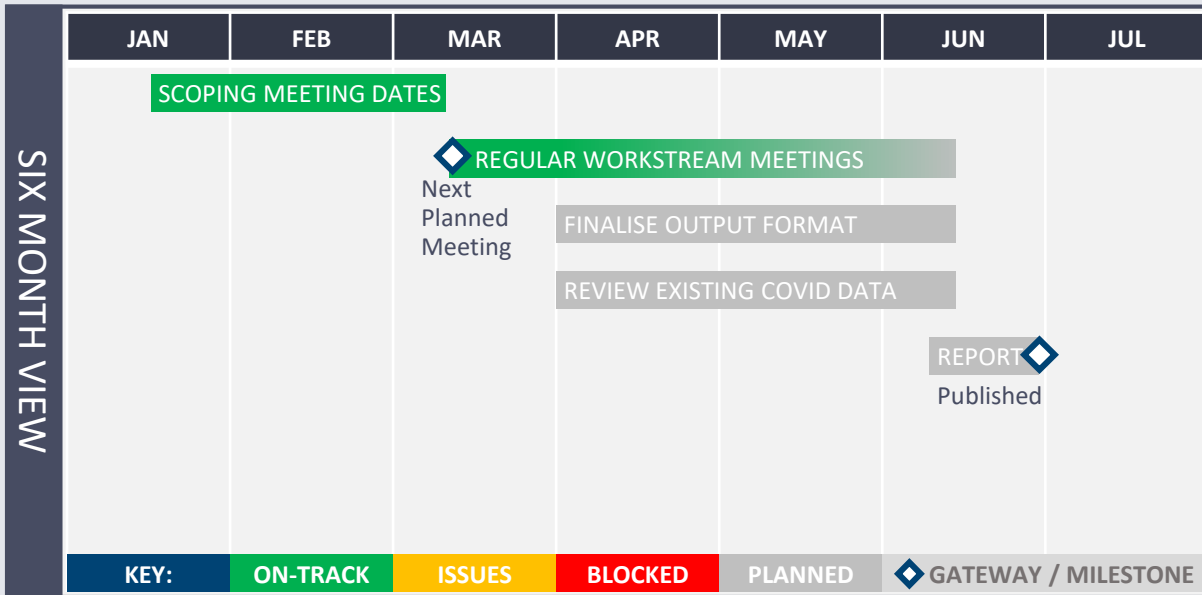 JAN FEB MAR APR MAY JUN JUL
SIX MONTH VIEW
SCOPING MEETING DATES
REGULAR WORKSTREAM MEETINGS
Next
Planned
Meeting
FINALISE OUTPUT FORMAT
REVIEW EXISTING COVID DATA
REPORT
Published
KEY: ON-TRACK ISSUES BLOCKED PLANNED GATEWAY / MILESTONE